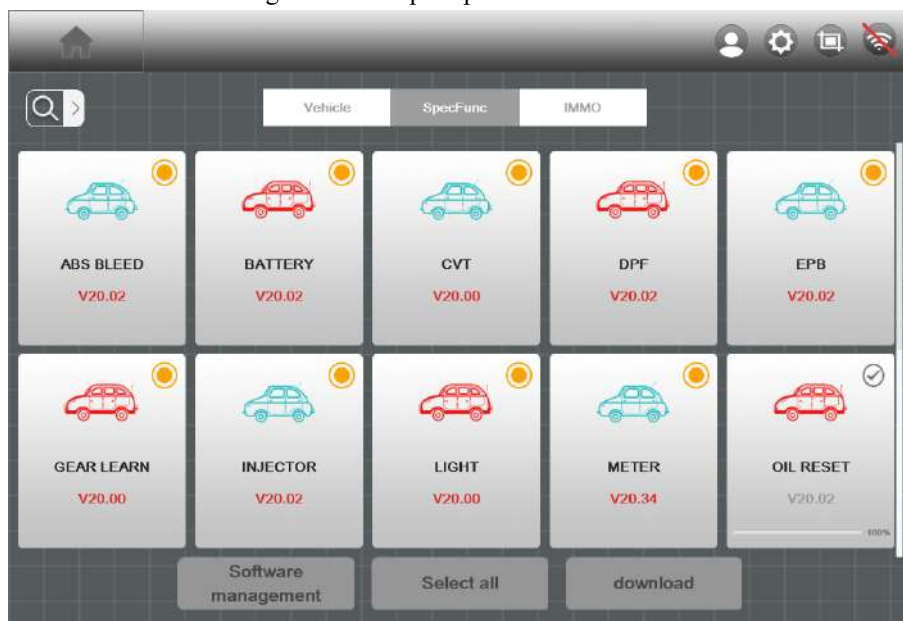 Vehicle SpecFunc IMMO
ABS BLEED BATTERY CVT DPF EPB
V20.02 V20.02 V20.00 V20.02 V20.02
GEAR LEARN INJECTOR LIGHT METER OIL RESET
V20.00 V20.02 V20.00 V20.34 V20.02
100%
Software
management
Select all
download